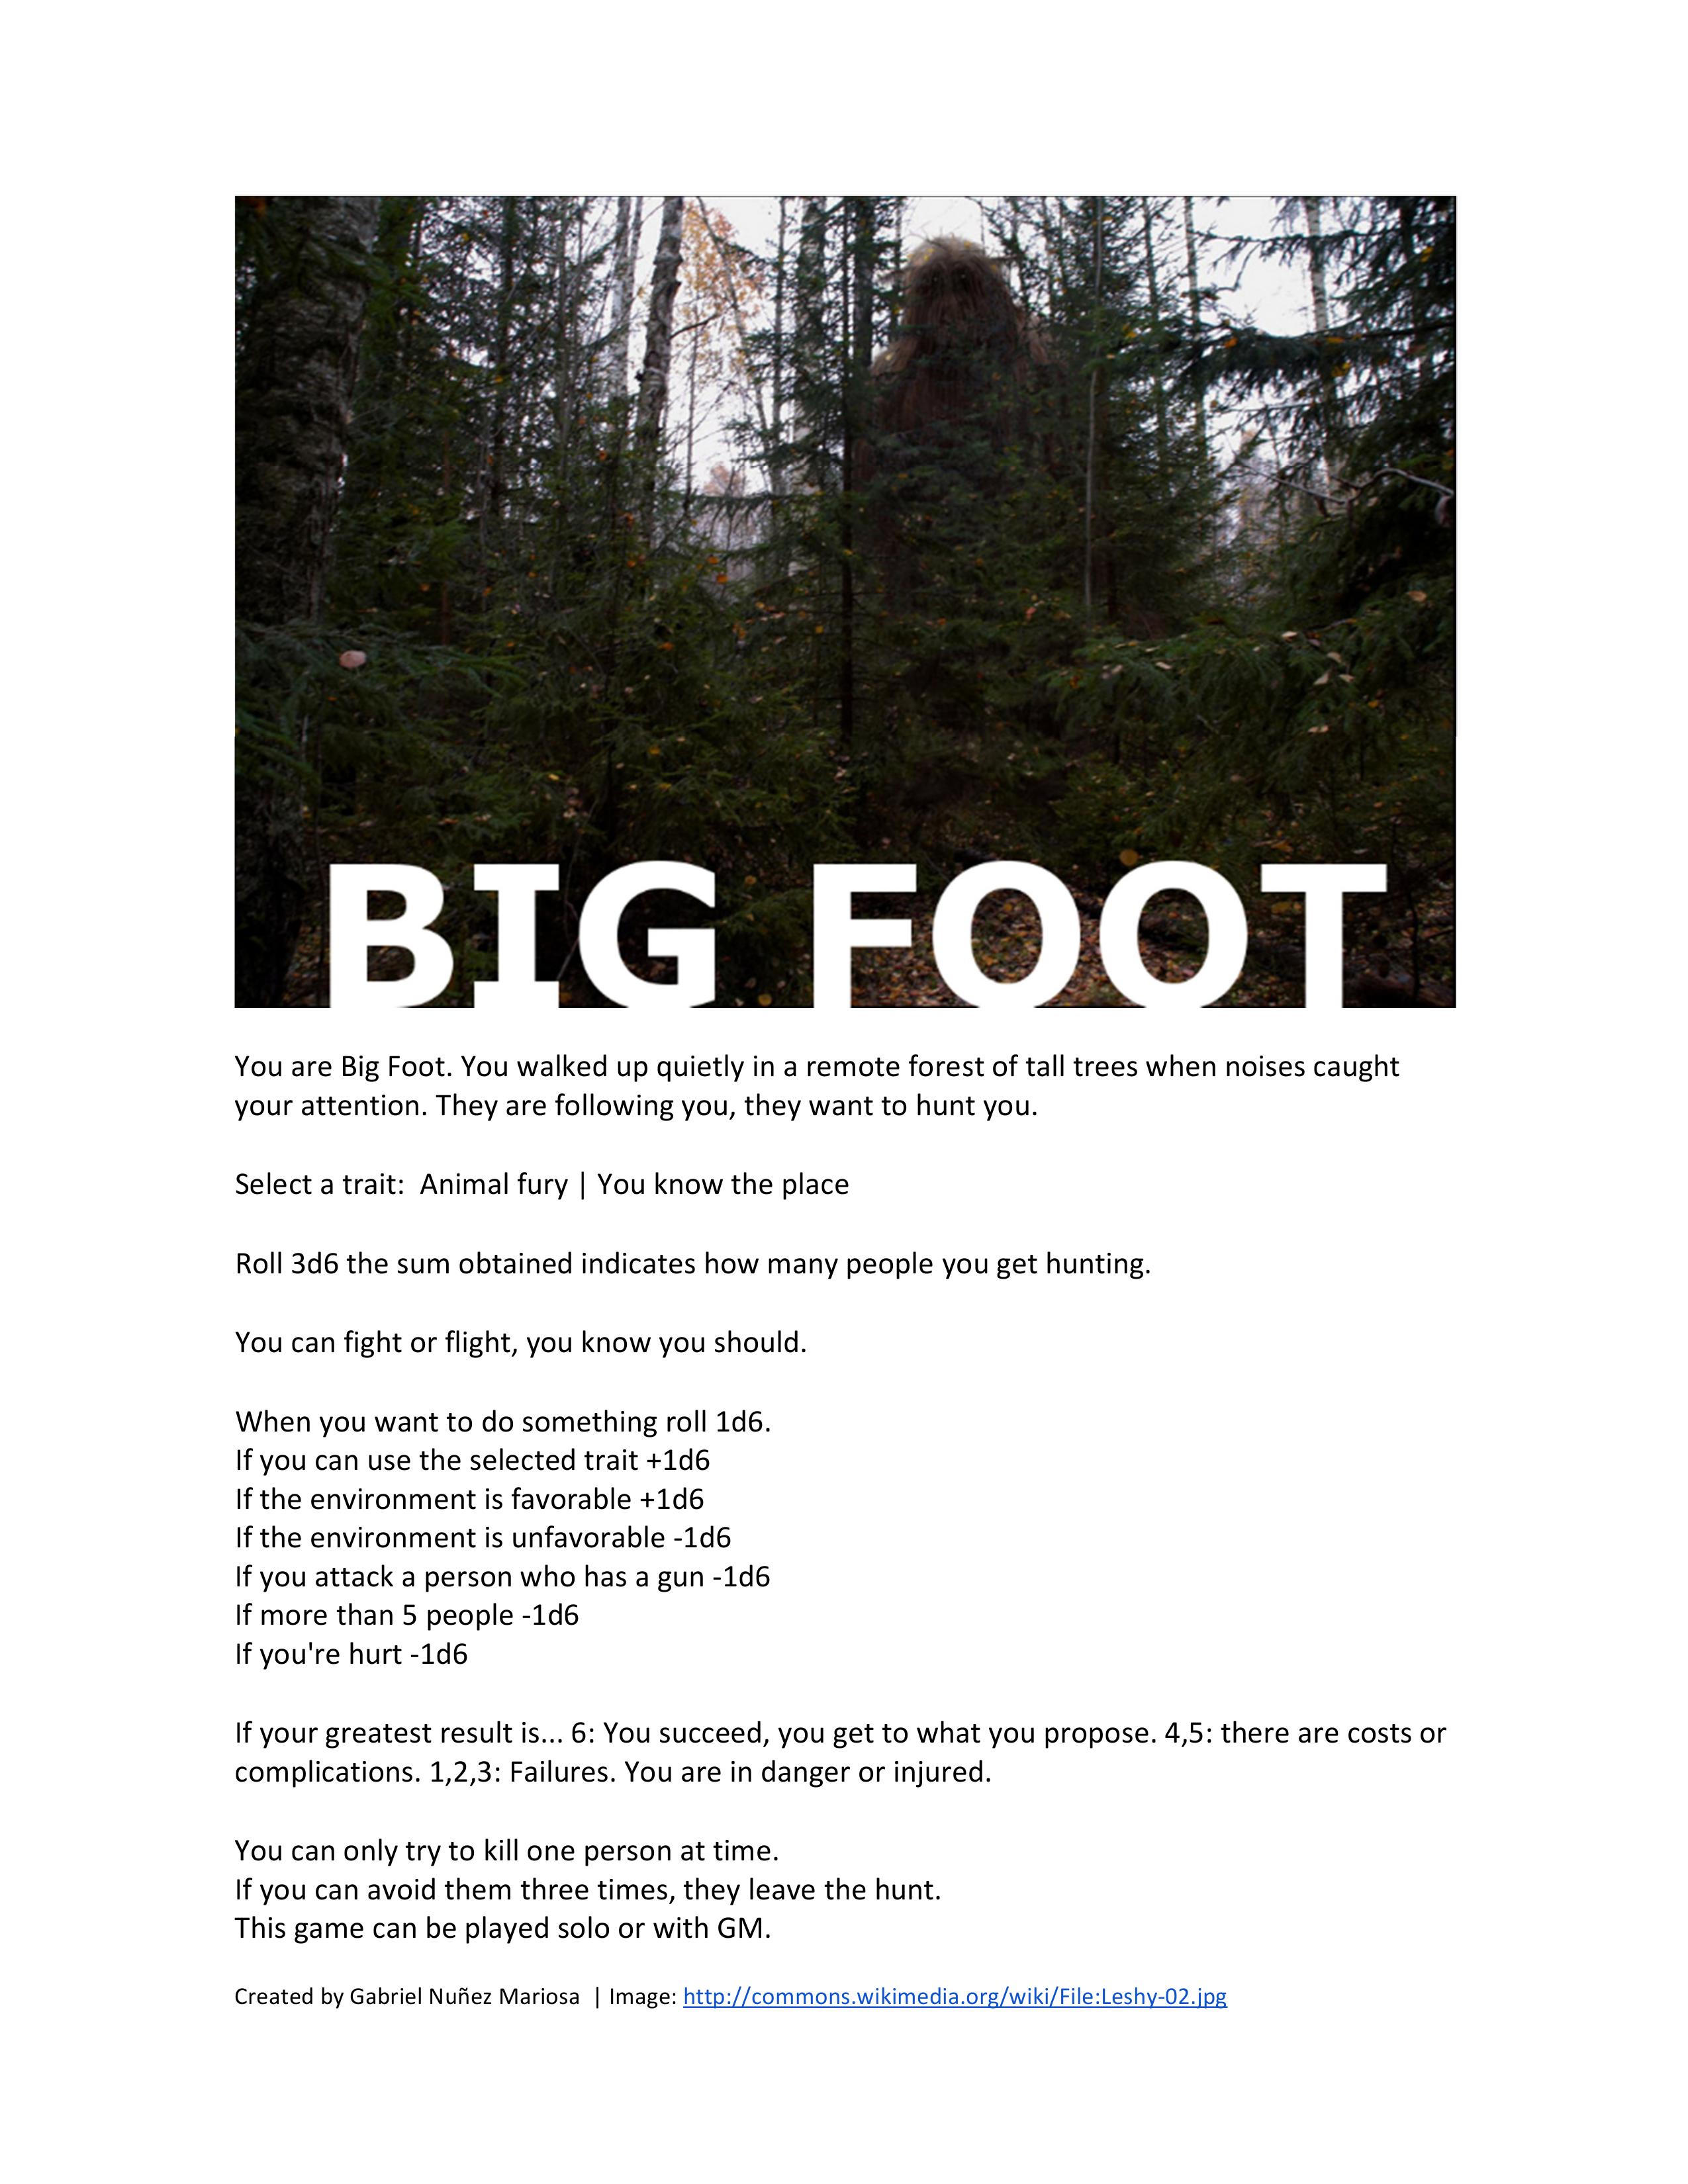 BIG FOOT
You are Big Foot. You walked up quietly in a remote forest of tall trees when noises caught
your attention. They are following you, they want to hunt you.
Select a trait:  Animal fury | You know the place
Roll 3d6 the sum obtained indicates how many people you get hunting.
You can fight or flight, you know you should.
When you want to do something roll 1d6.
If you can use the selected trait +1d6
If the environment is favorable +1d6
If the environment is unfavorable -1d6
If you attack a person who has a gun -1d6
If more than 5 people -1d6
If you're hurt -1d6
If your greatest result is... 6: You succeed, you get to what you propose. 4,5: there are costs or
complications. 1,2,3: Failures. You are in danger or injured.
You can only try to kill one person at time.
If you can avoid them three times, they leave the hunt.
This game can be played solo or with GM.
Created by Gabriel Nuñez Mariosa  | Image: http://commons.wikimedia.org/wiki/File:Leshy-02.jpg